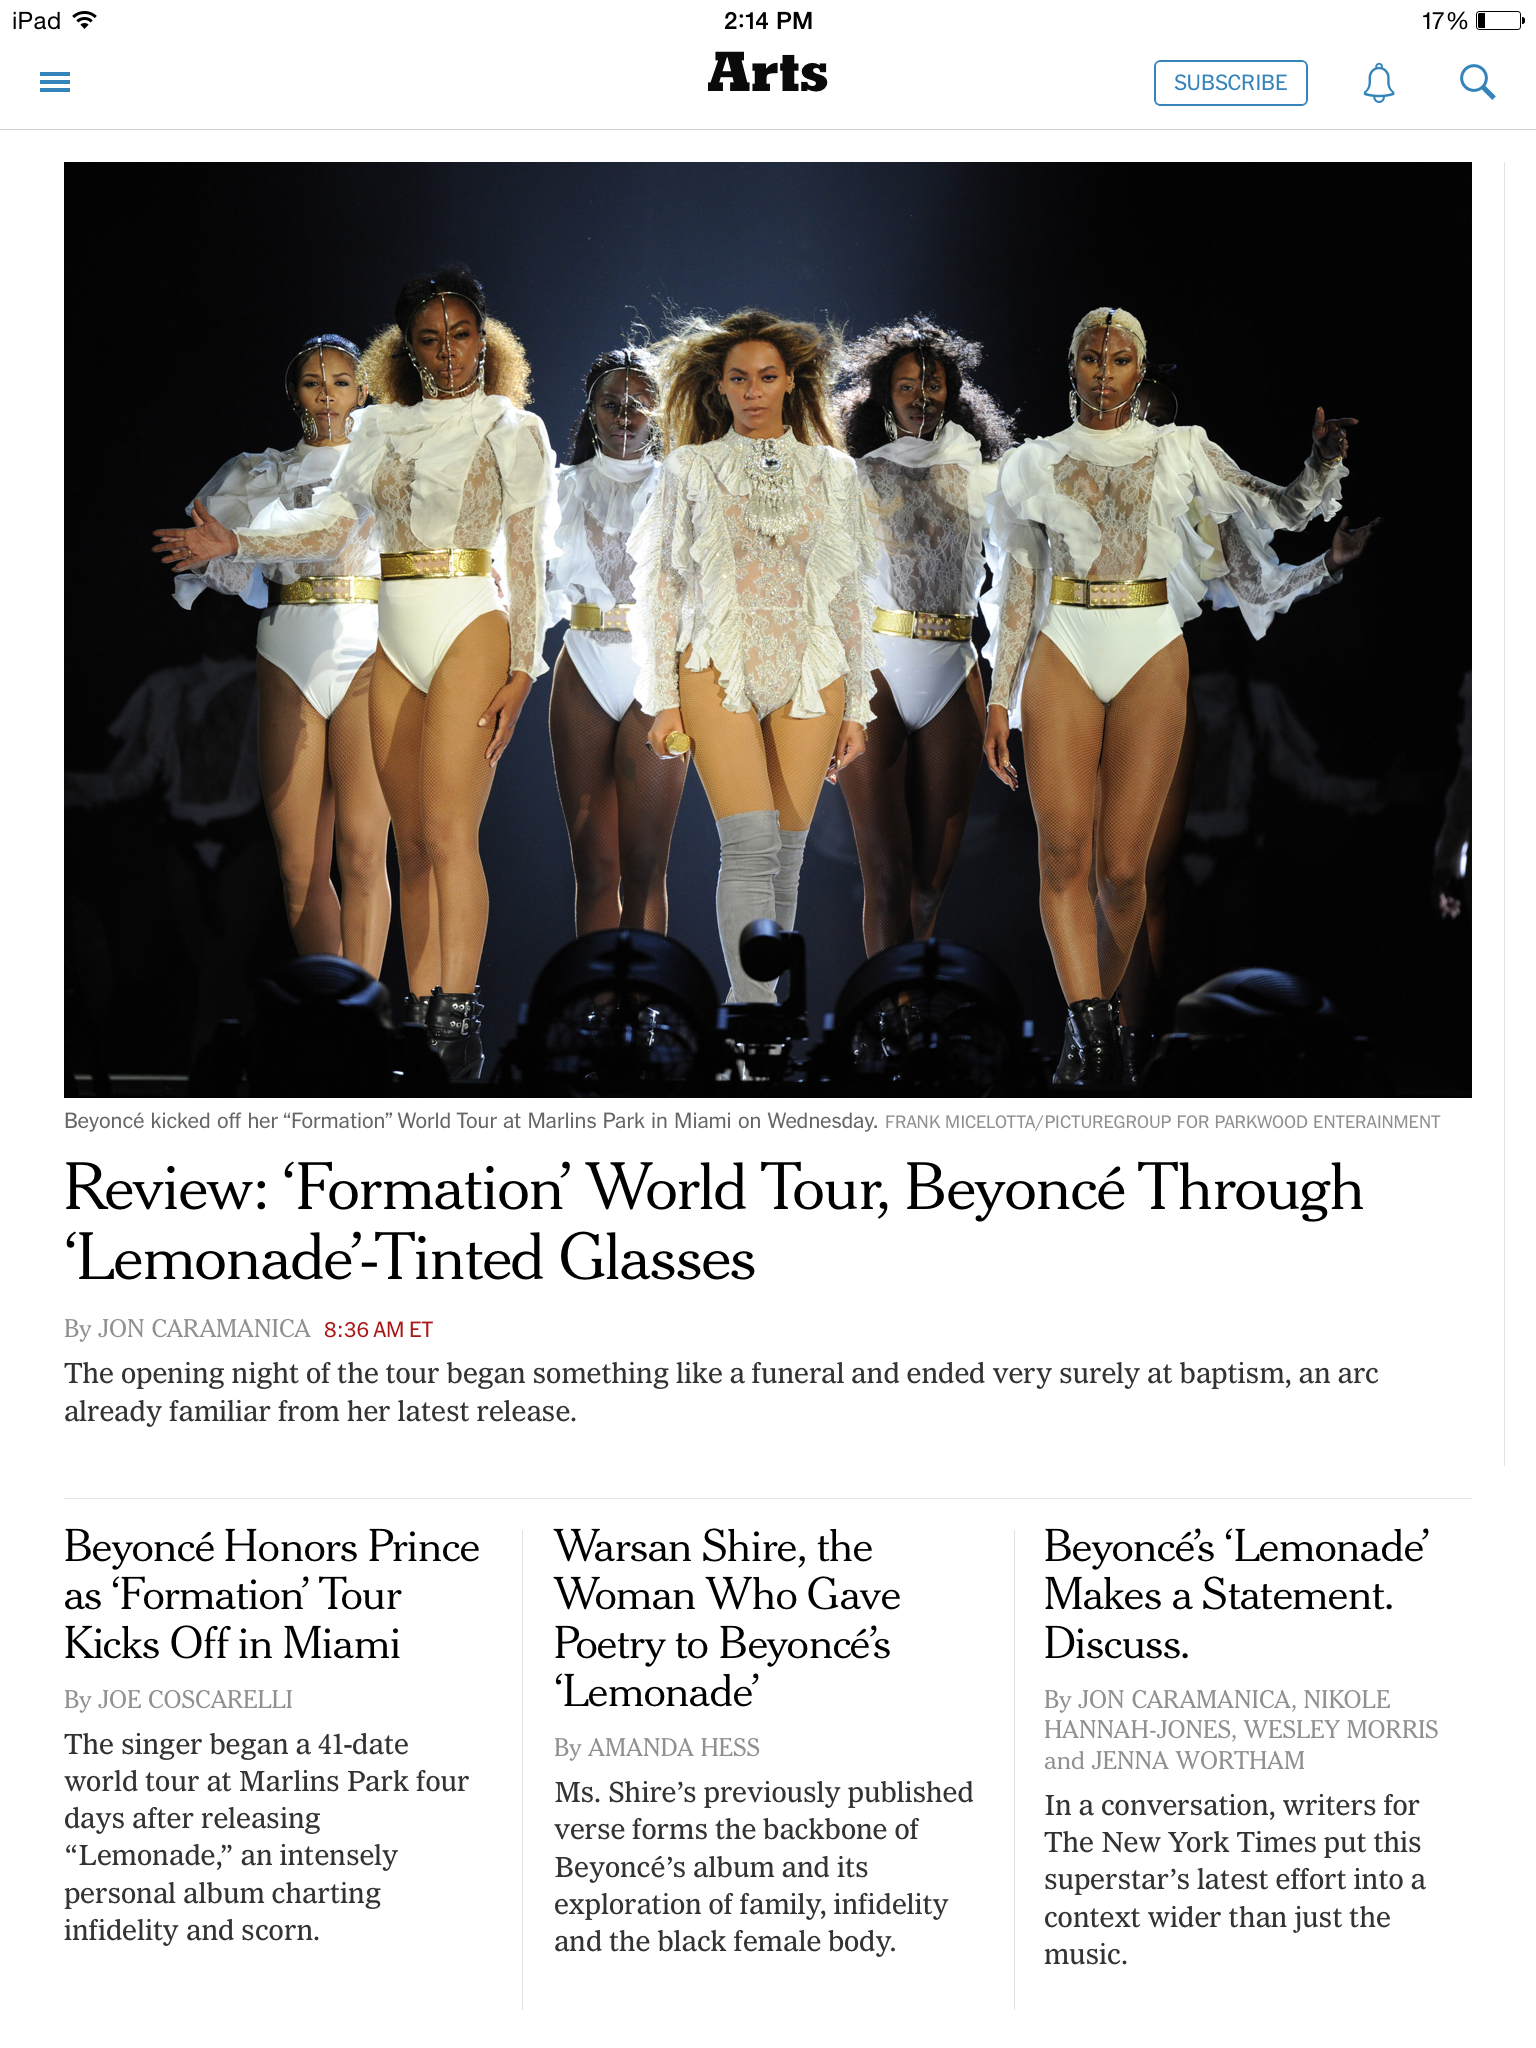 iPad 2:14 PM 17%
Arts
SUBSCRIBE
Beyoncé kicked off her “Formation” World Tour at Marlins Park in Miami on Wednesday. FRANK MICELOTTA/PICTUREGROUP FOR PARKWOOD ENTERAINMENT
Review: ‘Formation’ World Tour, Beyoncé Through
‘Lemonade’-Tinted Glasses
By JON CARAMANICA 8:36 AM ET
The opening night of the tour began something like a funeral and ended very surely at baptism, an arc
already familiar from her latest release.
Beyoncé Honors Prince
as ‘Formation’ Tour
Kicks Off in Miami
By JOE COSCARELLI
The singer began a 41-date
world tour at Marlins Park four
days after releasing
“Lemonade,” an intensely
personal album charting
infidelity and scorn.
Warsan Shire, the
Woman Who Gave
Poetry to Beyoncé’s
‘Lemonade’
By AMANDA HESS
Ms. Shire’s previously published
verse forms the backbone of
Beyoncé’s album and its
exploration of family, infidelity
and the black female body.
Beyoncé’s ‘Lemonade’
Makes a Statement.
Discuss.
By JON CARAMANICA, NIKOLE
HANNAH-JONES, WESLEY MORRIS
and JENNA WORTHAM
In a conversation, writers for
The New York Times put this
superstar’s latest effort into a
context wider than just the
music.